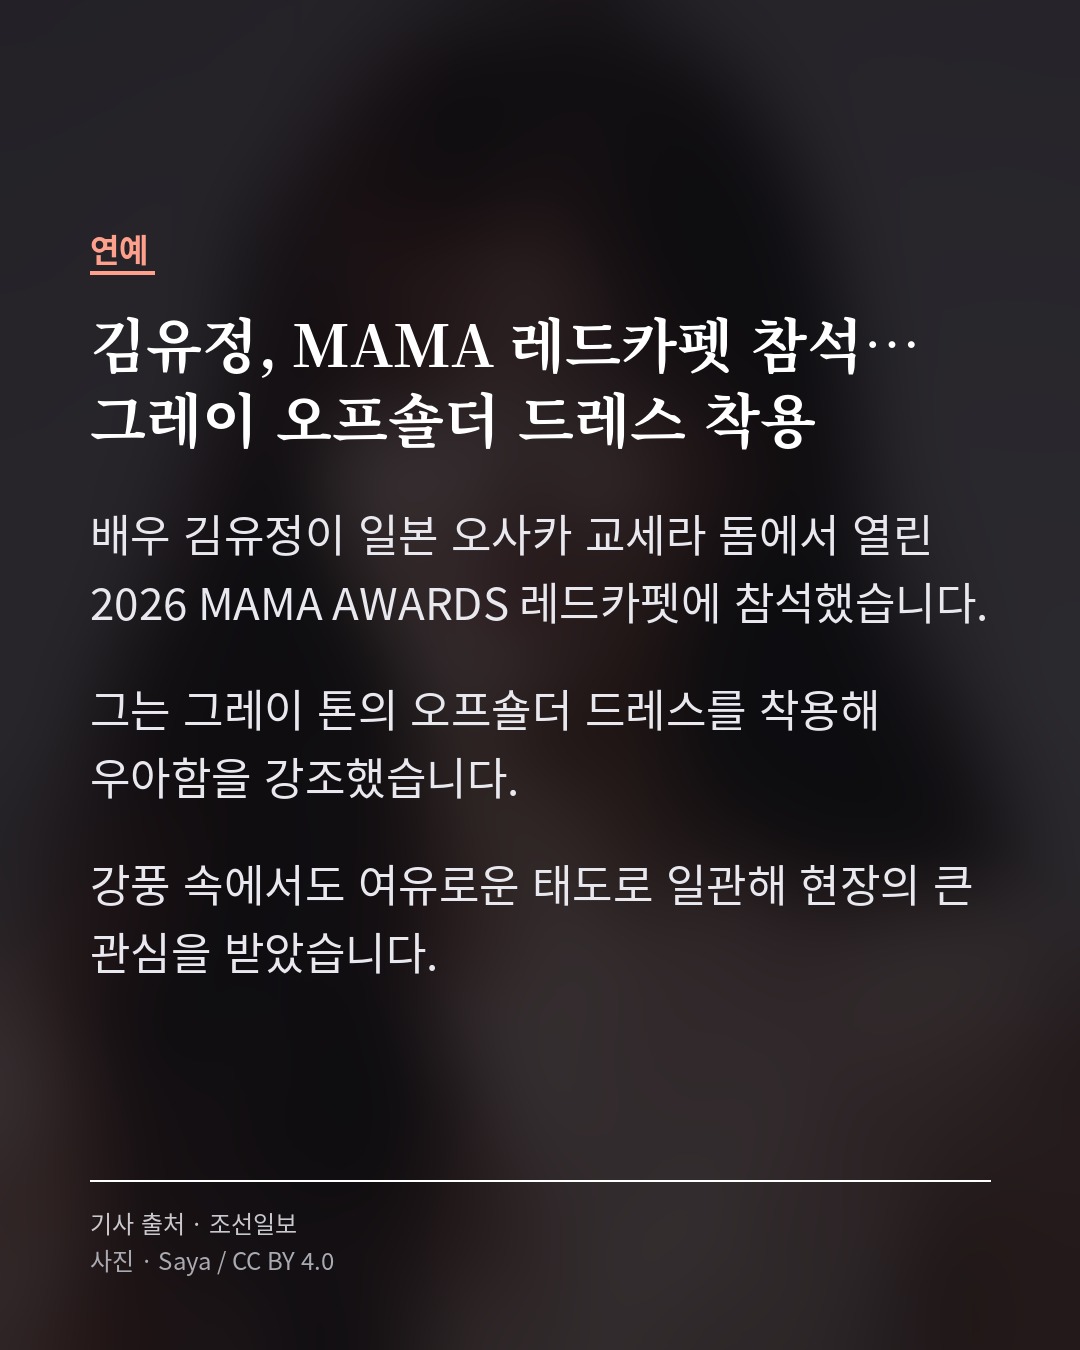 연예
김유정, MAMA 레드카펫 참석…
그레이 오프숄더 드레스 착용
배우 김유정이 일본 오사카 교세라 돔에서 열린
2026 MAMA AWARDS 레드카펫에 참석했습니다.
그는 그레이 톤의 오프숄더 드레스를 착용해
우아함을 강조했습니다.
강풍 속에서도 여유로운 태도로 일관해 현장의 큰
관심을 받았습니다.
기사 출처 · 조선일보
사진 · Saya / CC BY 4.0